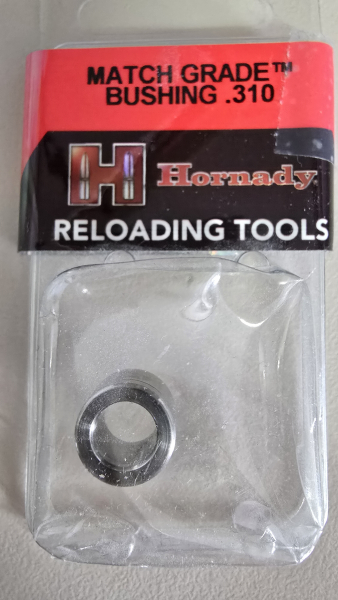 MATCH GRADE™
BUSHING .310
H Hornady®
RELOADING TOOLS